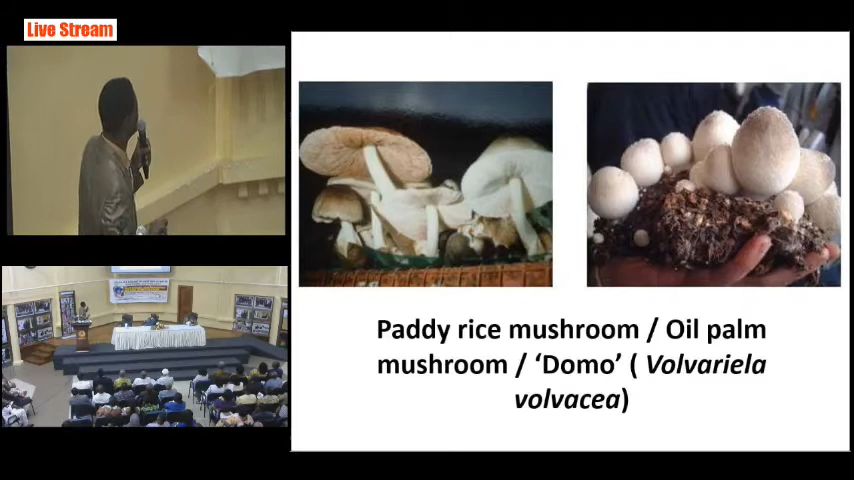 Live Stream
Paddy rice mushroom / Oil palm
mushroom / ‘Domo’ ( Volvariela
volvacea)